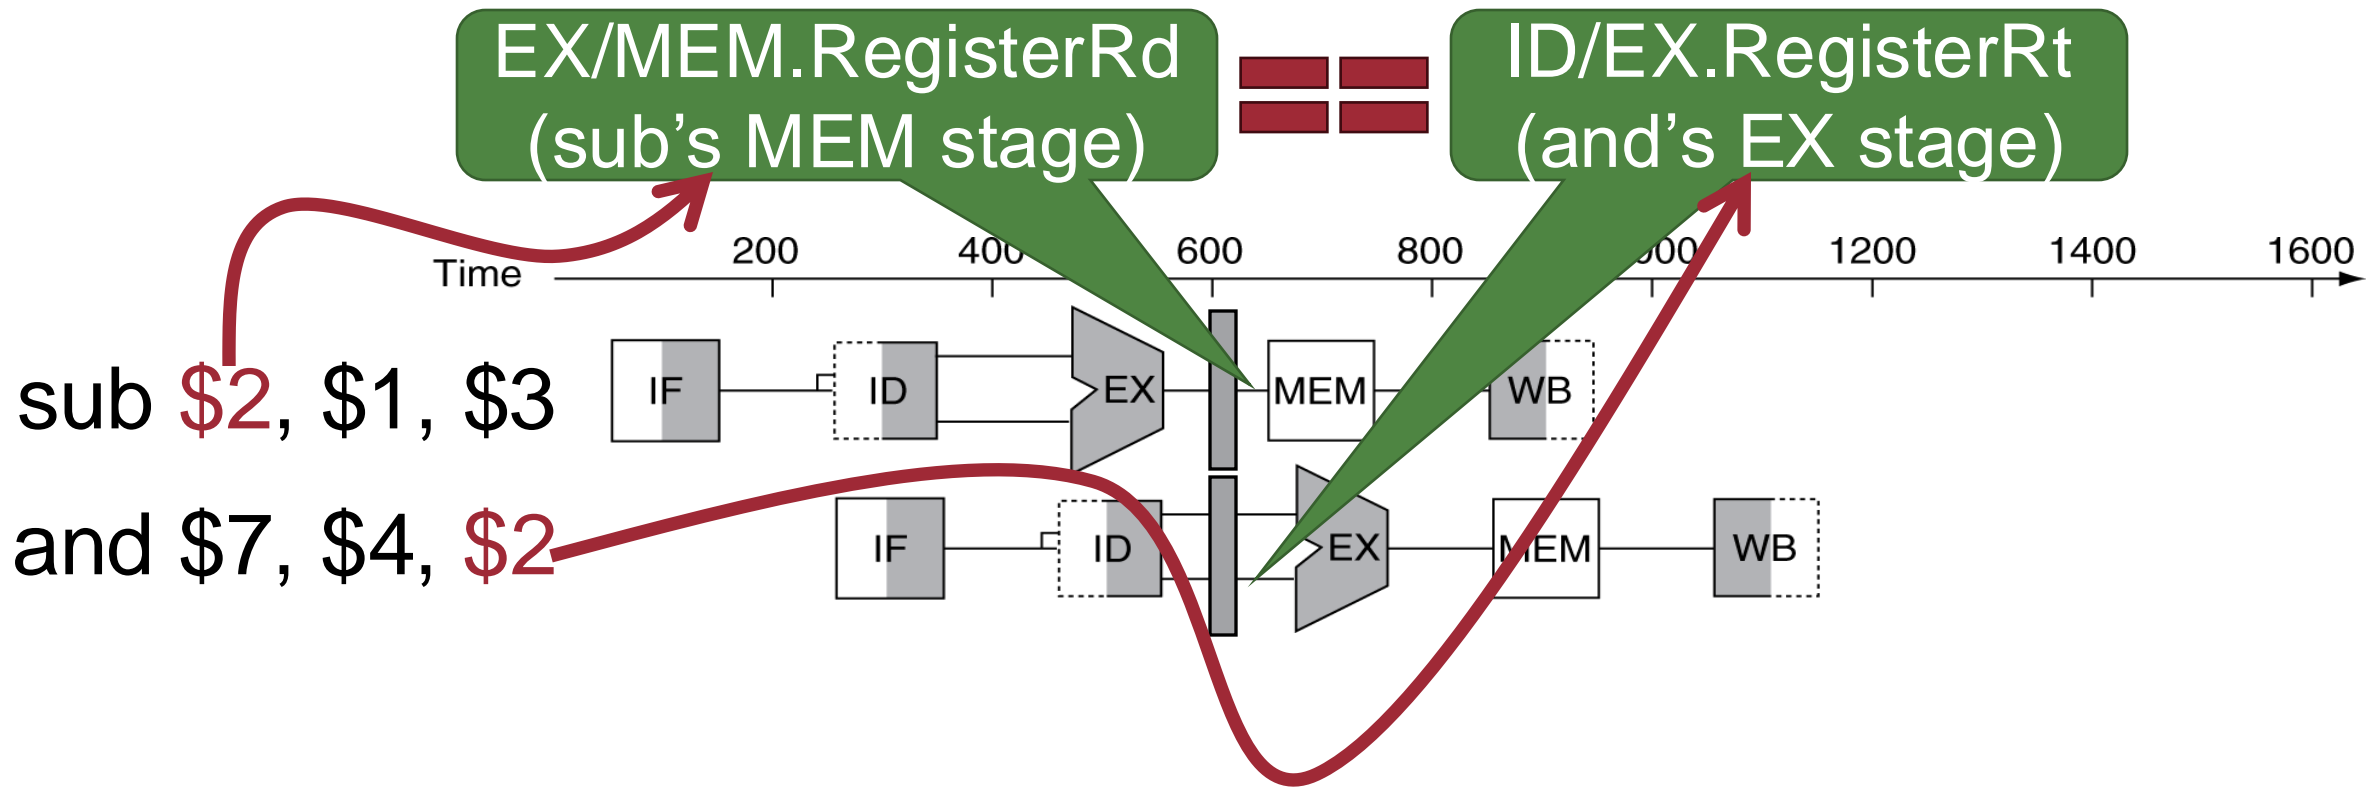 EX/MEM.RegisterRd
(sub's MEM stage)
==
ID/EX.RegisterRt
(and's EX stage)
Time 200 400 600 800 1200 1400 1600
sub $2, $1, $3 IF ID EX MEM WB
and $7, $4, $2 IF ID EX MEM WB